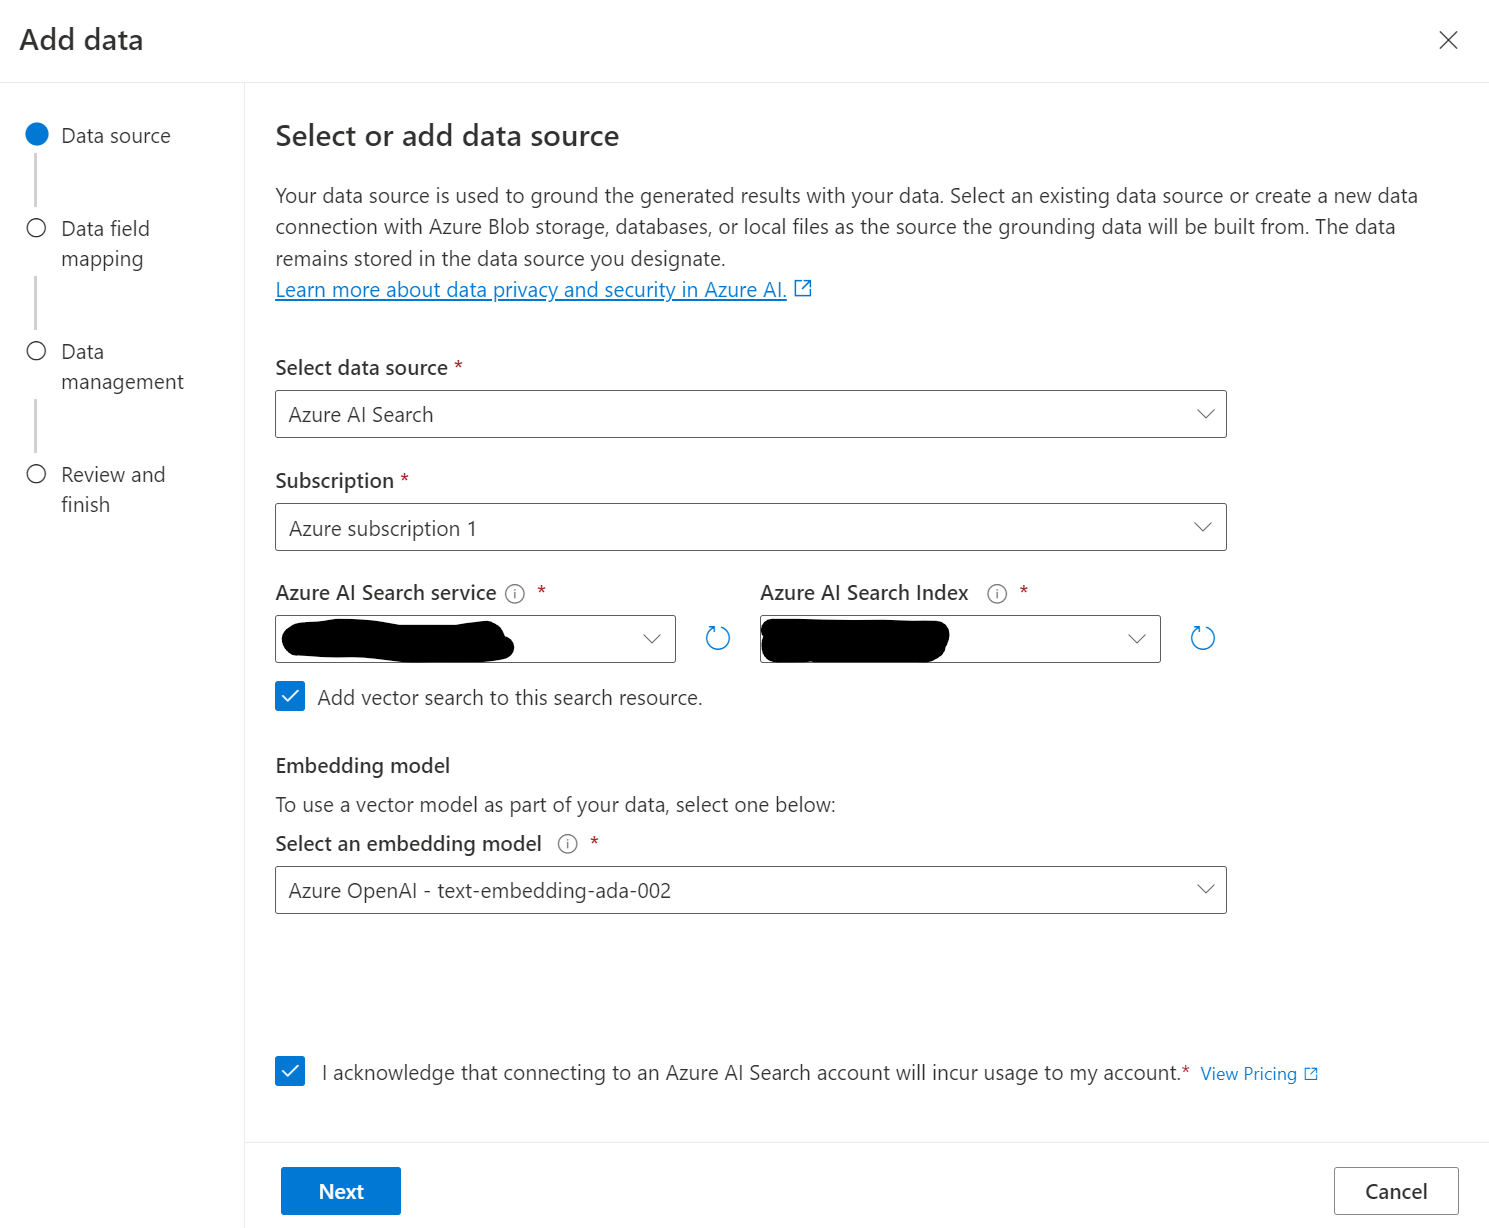 Add data
Data source
Data field
mapping
Data
management
Review and
finish
Select or add data source
Your data source is used to ground the generated results with your data. Select an existing data source or create a new data
connection with Azure Blob storage, databases, or local files as the source the grounding data will be built from. The data
remains stored in the data source you designate.
Learn more about data privacy and security in Azure AI.
Select data source *
Azure AI Search
Subscription *
Azure subscription 1
Azure AI Search service *
Azure AI Search Index *
Add vector search to this search resource.
Embedding model
To use a vector model as part of your data, select one below:
Select an embedding model *
Azure OpenAI - text-embedding-ada-002
I acknowledge that connecting to an Azure AI Search account will incur usage to my account.* View Pricing
Next
Cancel